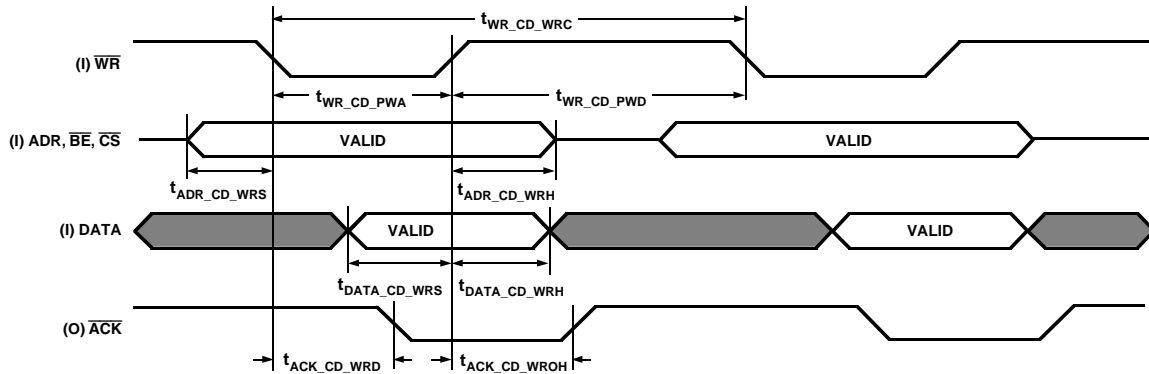 tWR_CD_WRC
(I) WR
tWR_CD_PWA tWR_CD_PWD
(I) ADR, BE, CS VALID VALID
tADR_CD_WRS tADR_CD_WRH
(I) DATA VALID VALID
tDATA_CD_WRS tDATA_CD_WRH
(O) ACK
tACK_CD_WRD tACK_CD_WROH